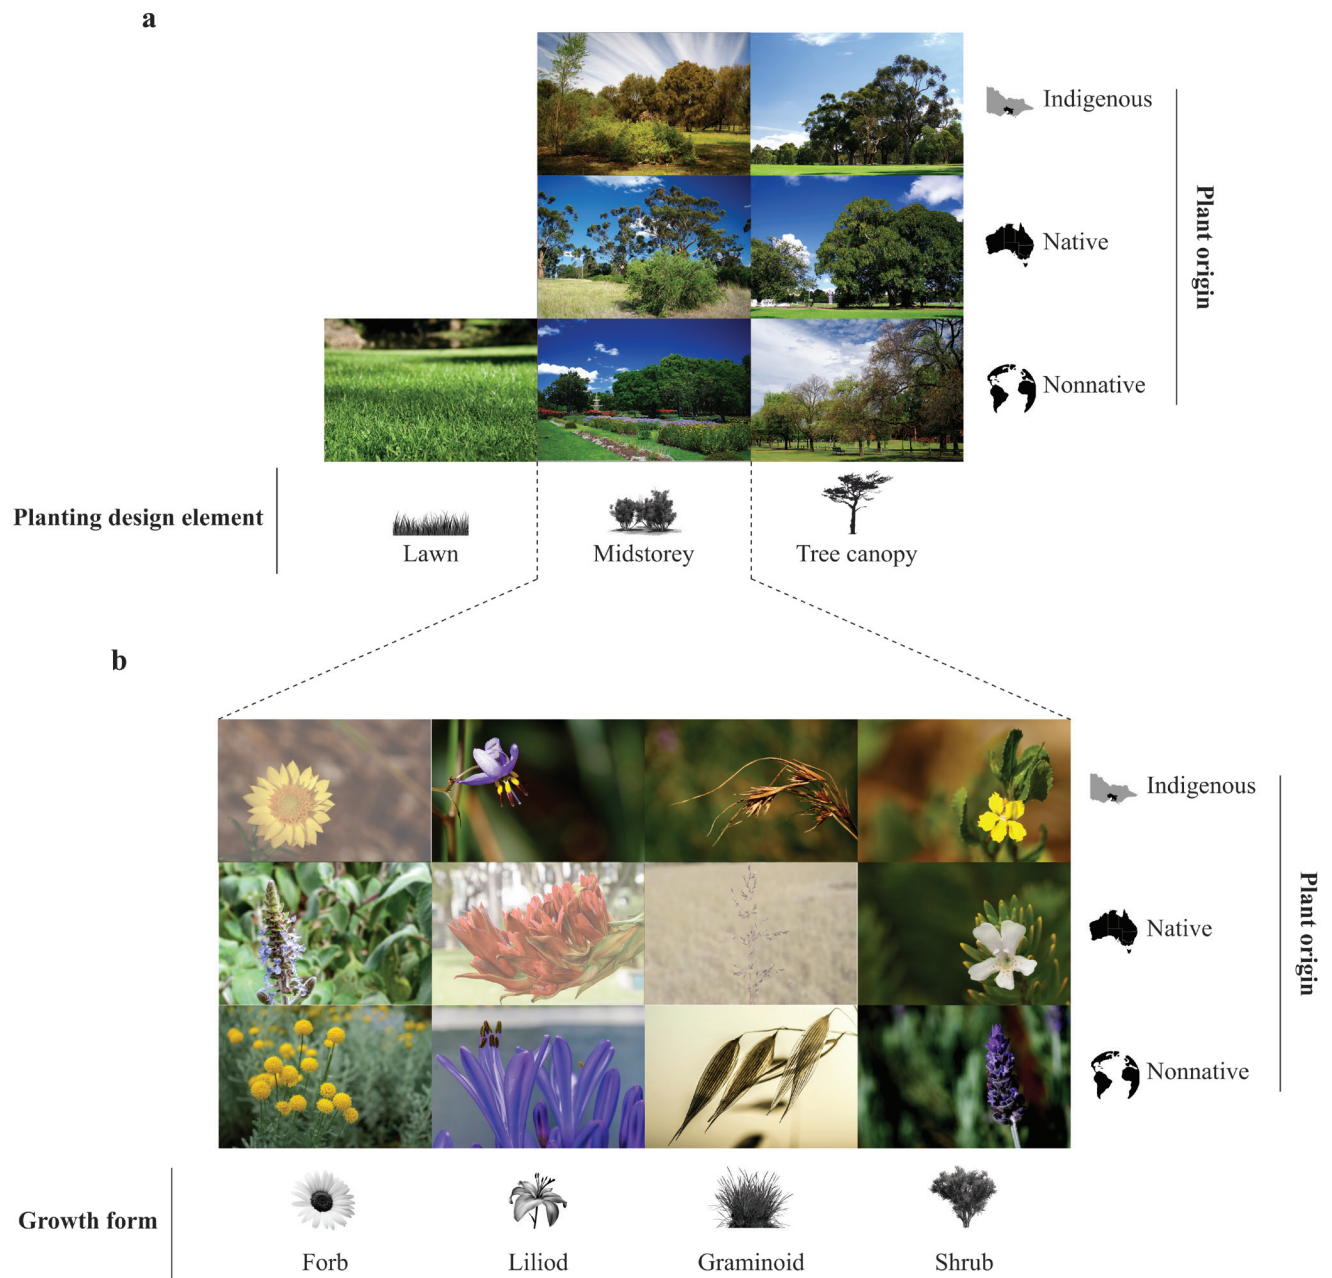 a
Indigenous
Native
Nonnative
Plant origin
Planting design element
Lawn
Midstorey
Tree canopy
b
Indigenous
Native
Nonnative
Plant origin
Growth form
Forb
Liliod
Graminoid
Shrub